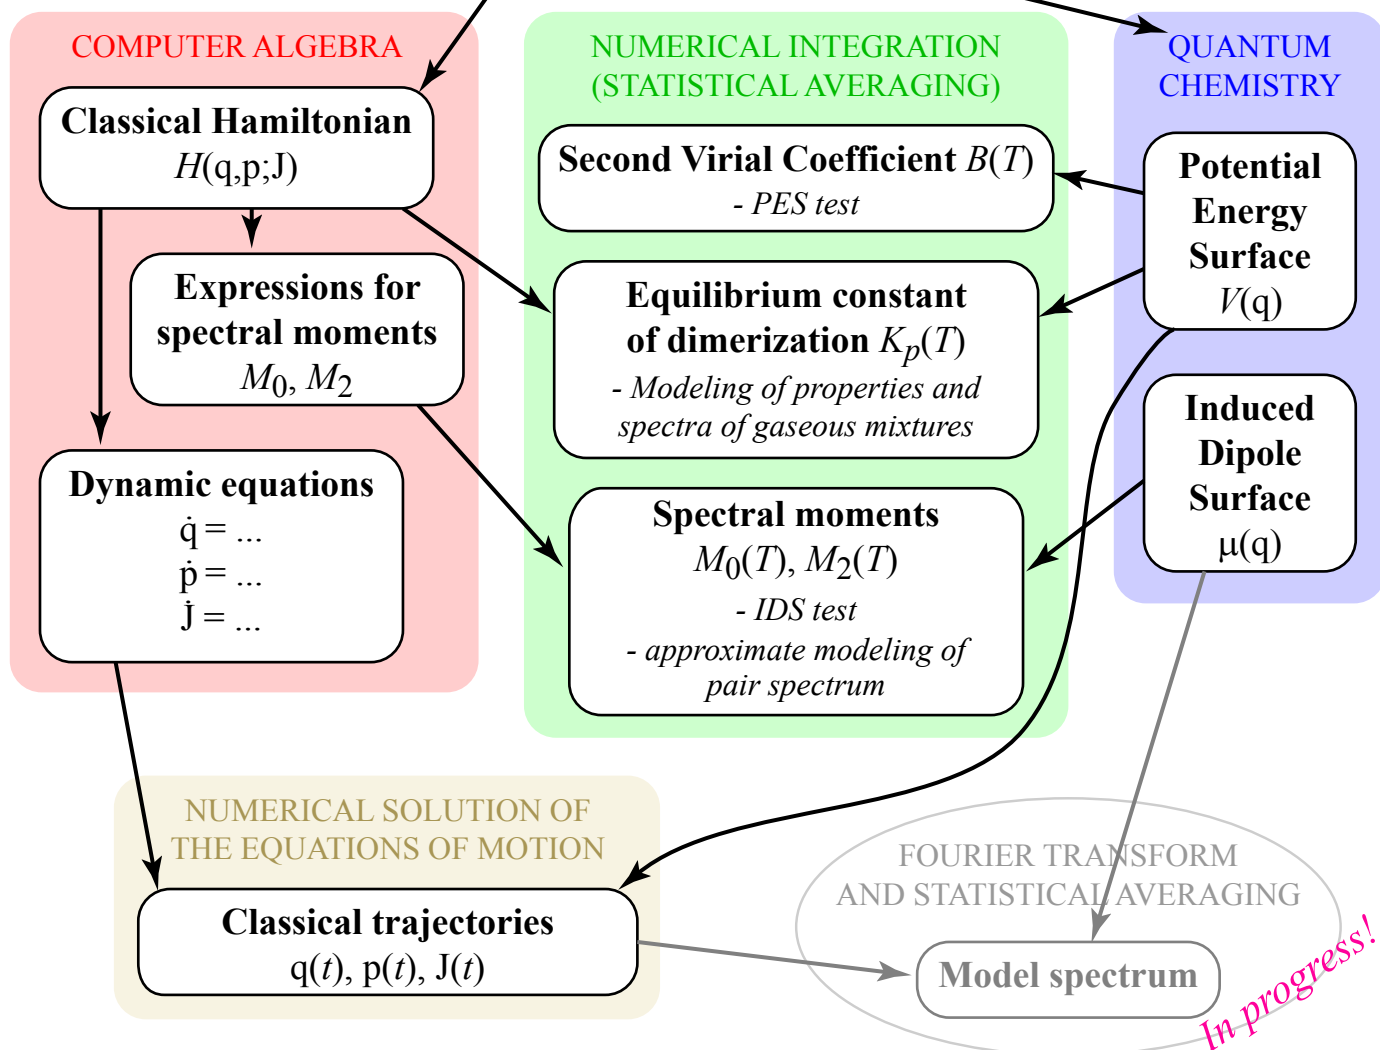 COMPUTER ALGEBRA
Classical Hamiltonian
H(q,p;J)
Expressions for
spectral moments
M0, M2
Dynamic equations
q̇ = ...
ṗ = ...
J̇ = ...
NUMERICAL INTEGRATION
(STATISTICAL AVERAGING)
Second Virial Coefficient B(T)
- PES test
Equilibrium constant
of dimerization Kp(T)
- Modeling of properties and
spectra of gaseous mixtures
Spectral moments
M0(T), M2(T)
- IDS test
- approximate modeling of
pair spectrum
QUANTUM
CHEMISTRY
Potential
Energy
Surface
V(q)
Induced
Dipole
Surface
μ(q)
NUMERICAL SOLUTION OF
THE EQUATIONS OF MOTION
Classical trajectories
q(t), p(t), J(t)
FOURIER TRANSFORM
AND STATISTICAL AVERAGING
Model spectrum
In progress!